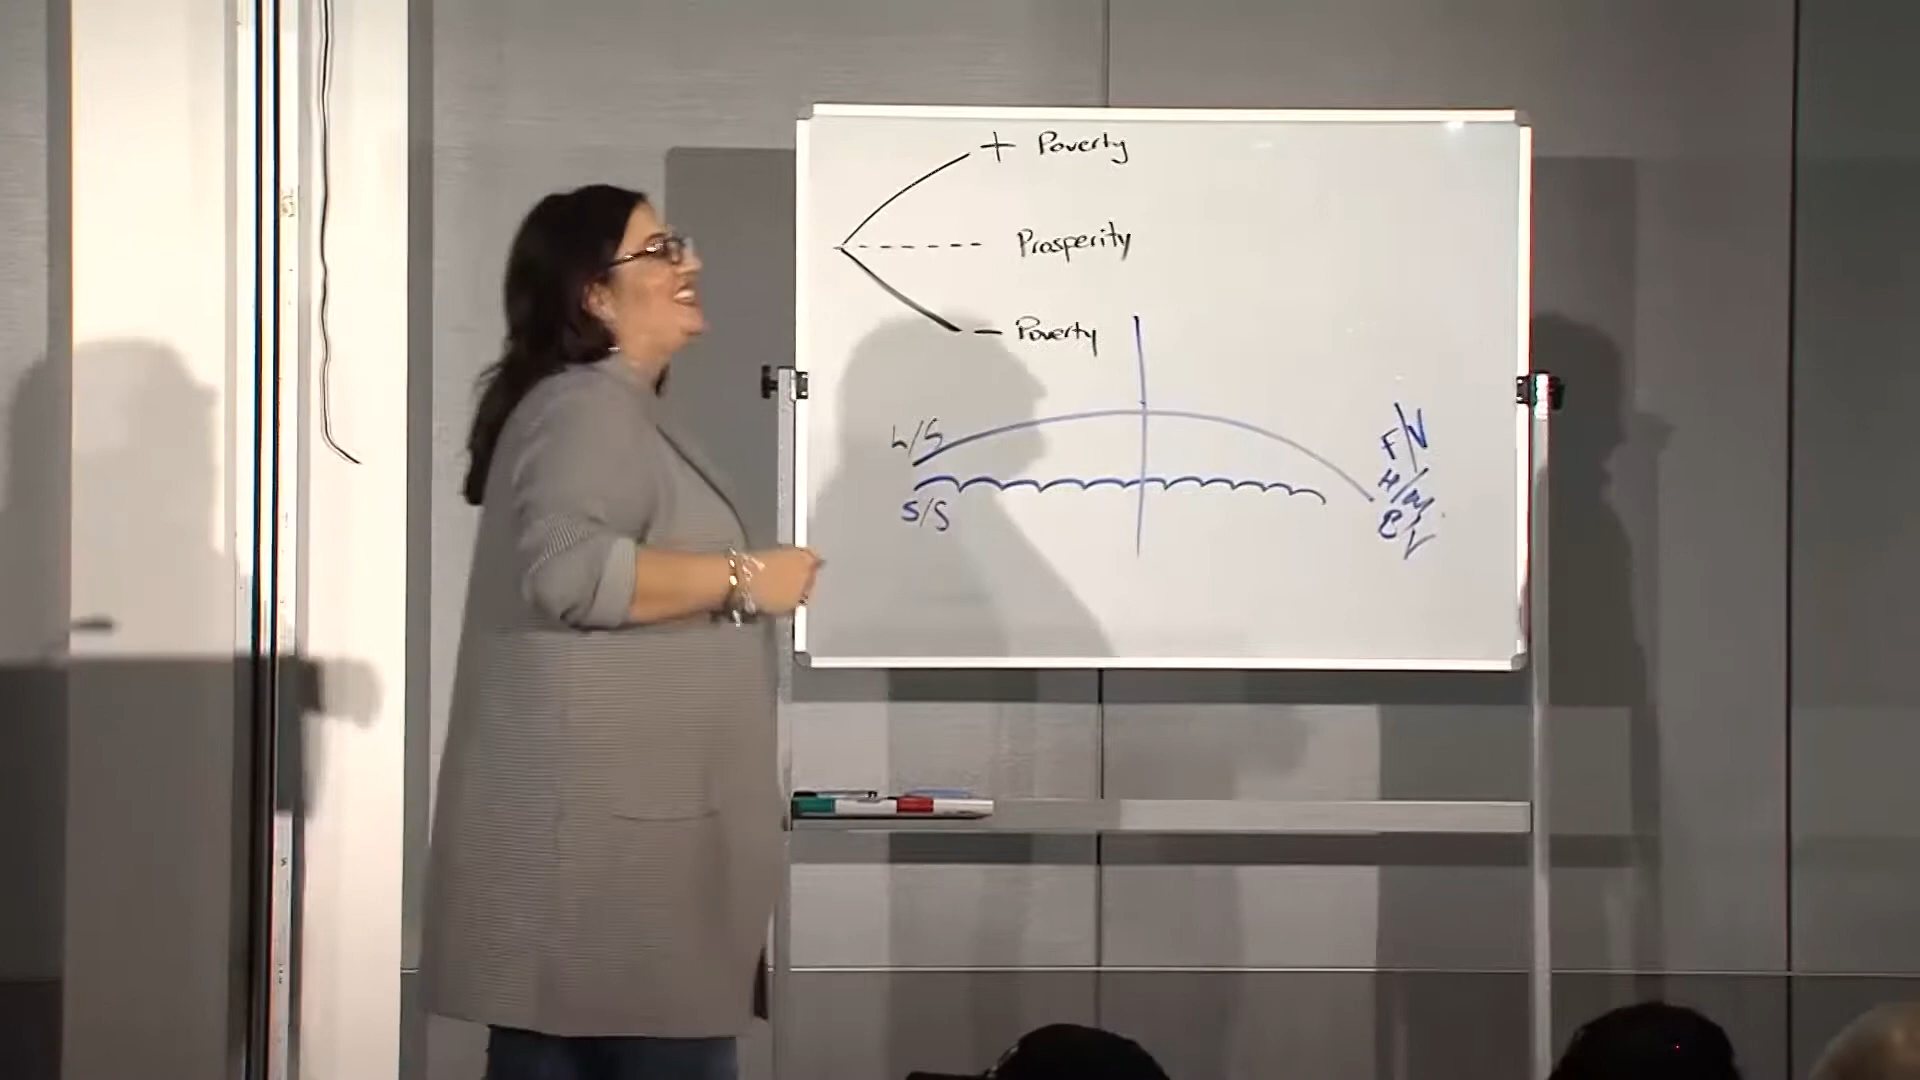 + Poverty
Prosperity
- Poverty
L/S
S/S
F/V
H/M
E/V